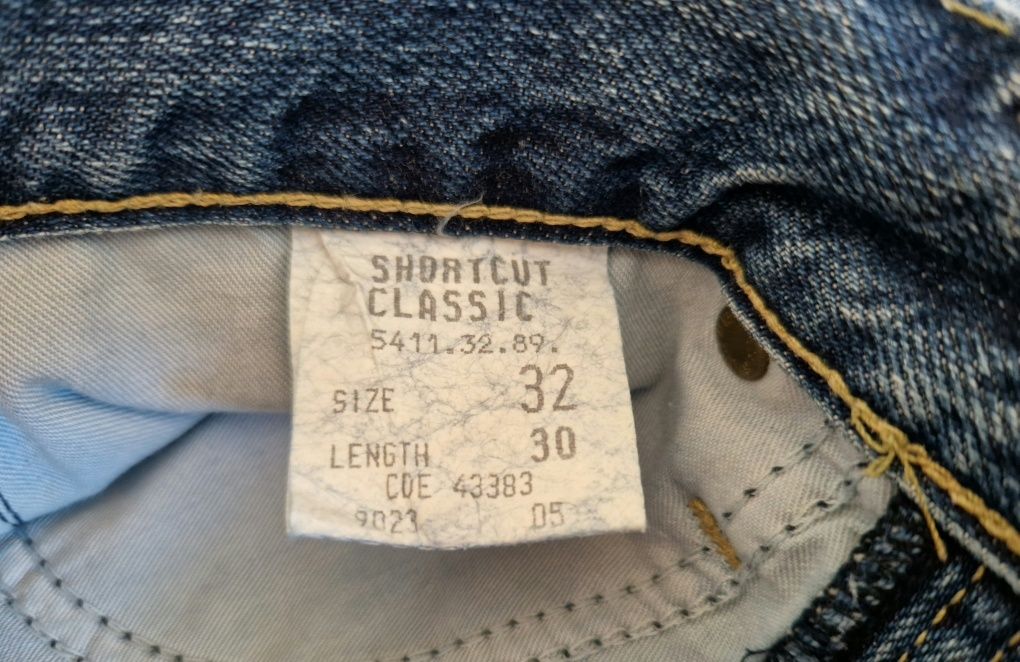 SHORTCUT
CLASSIC
5411.32.89.
SIZE 32
LENGTH 30
CDE 43383
9023 05